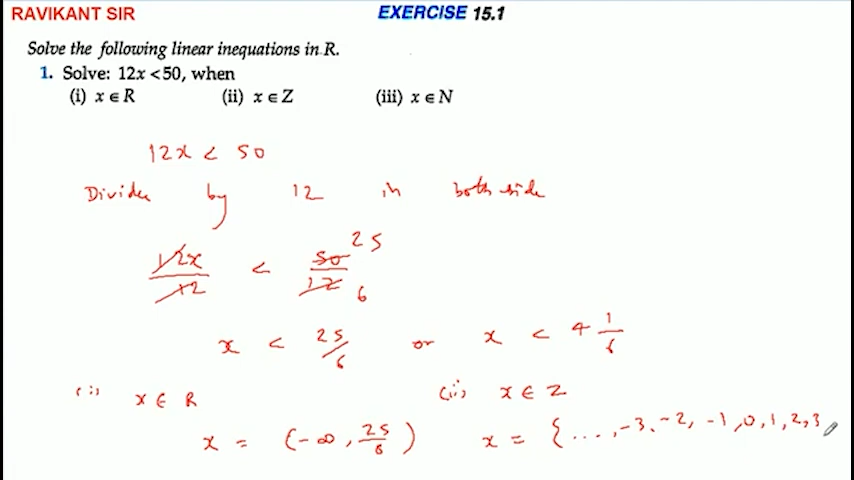 RAVIKANT SIR
EXERCISE 15.1
Solve the following linear inequations in R.
1. Solve: 12x < 50, when
(i) x ∈ R (ii) x ∈ Z (iii) x ∈ N
12x < 50
Divides by 12 in both side
12x/12 < 50/12 25 6
x < 25/6 or x < 4 1/6
(i) x ∈ R (ii) x ∈ Z
x = (-∞, 25/6) x = {...., -3, -2, -1, 0, 1, 2, 3,